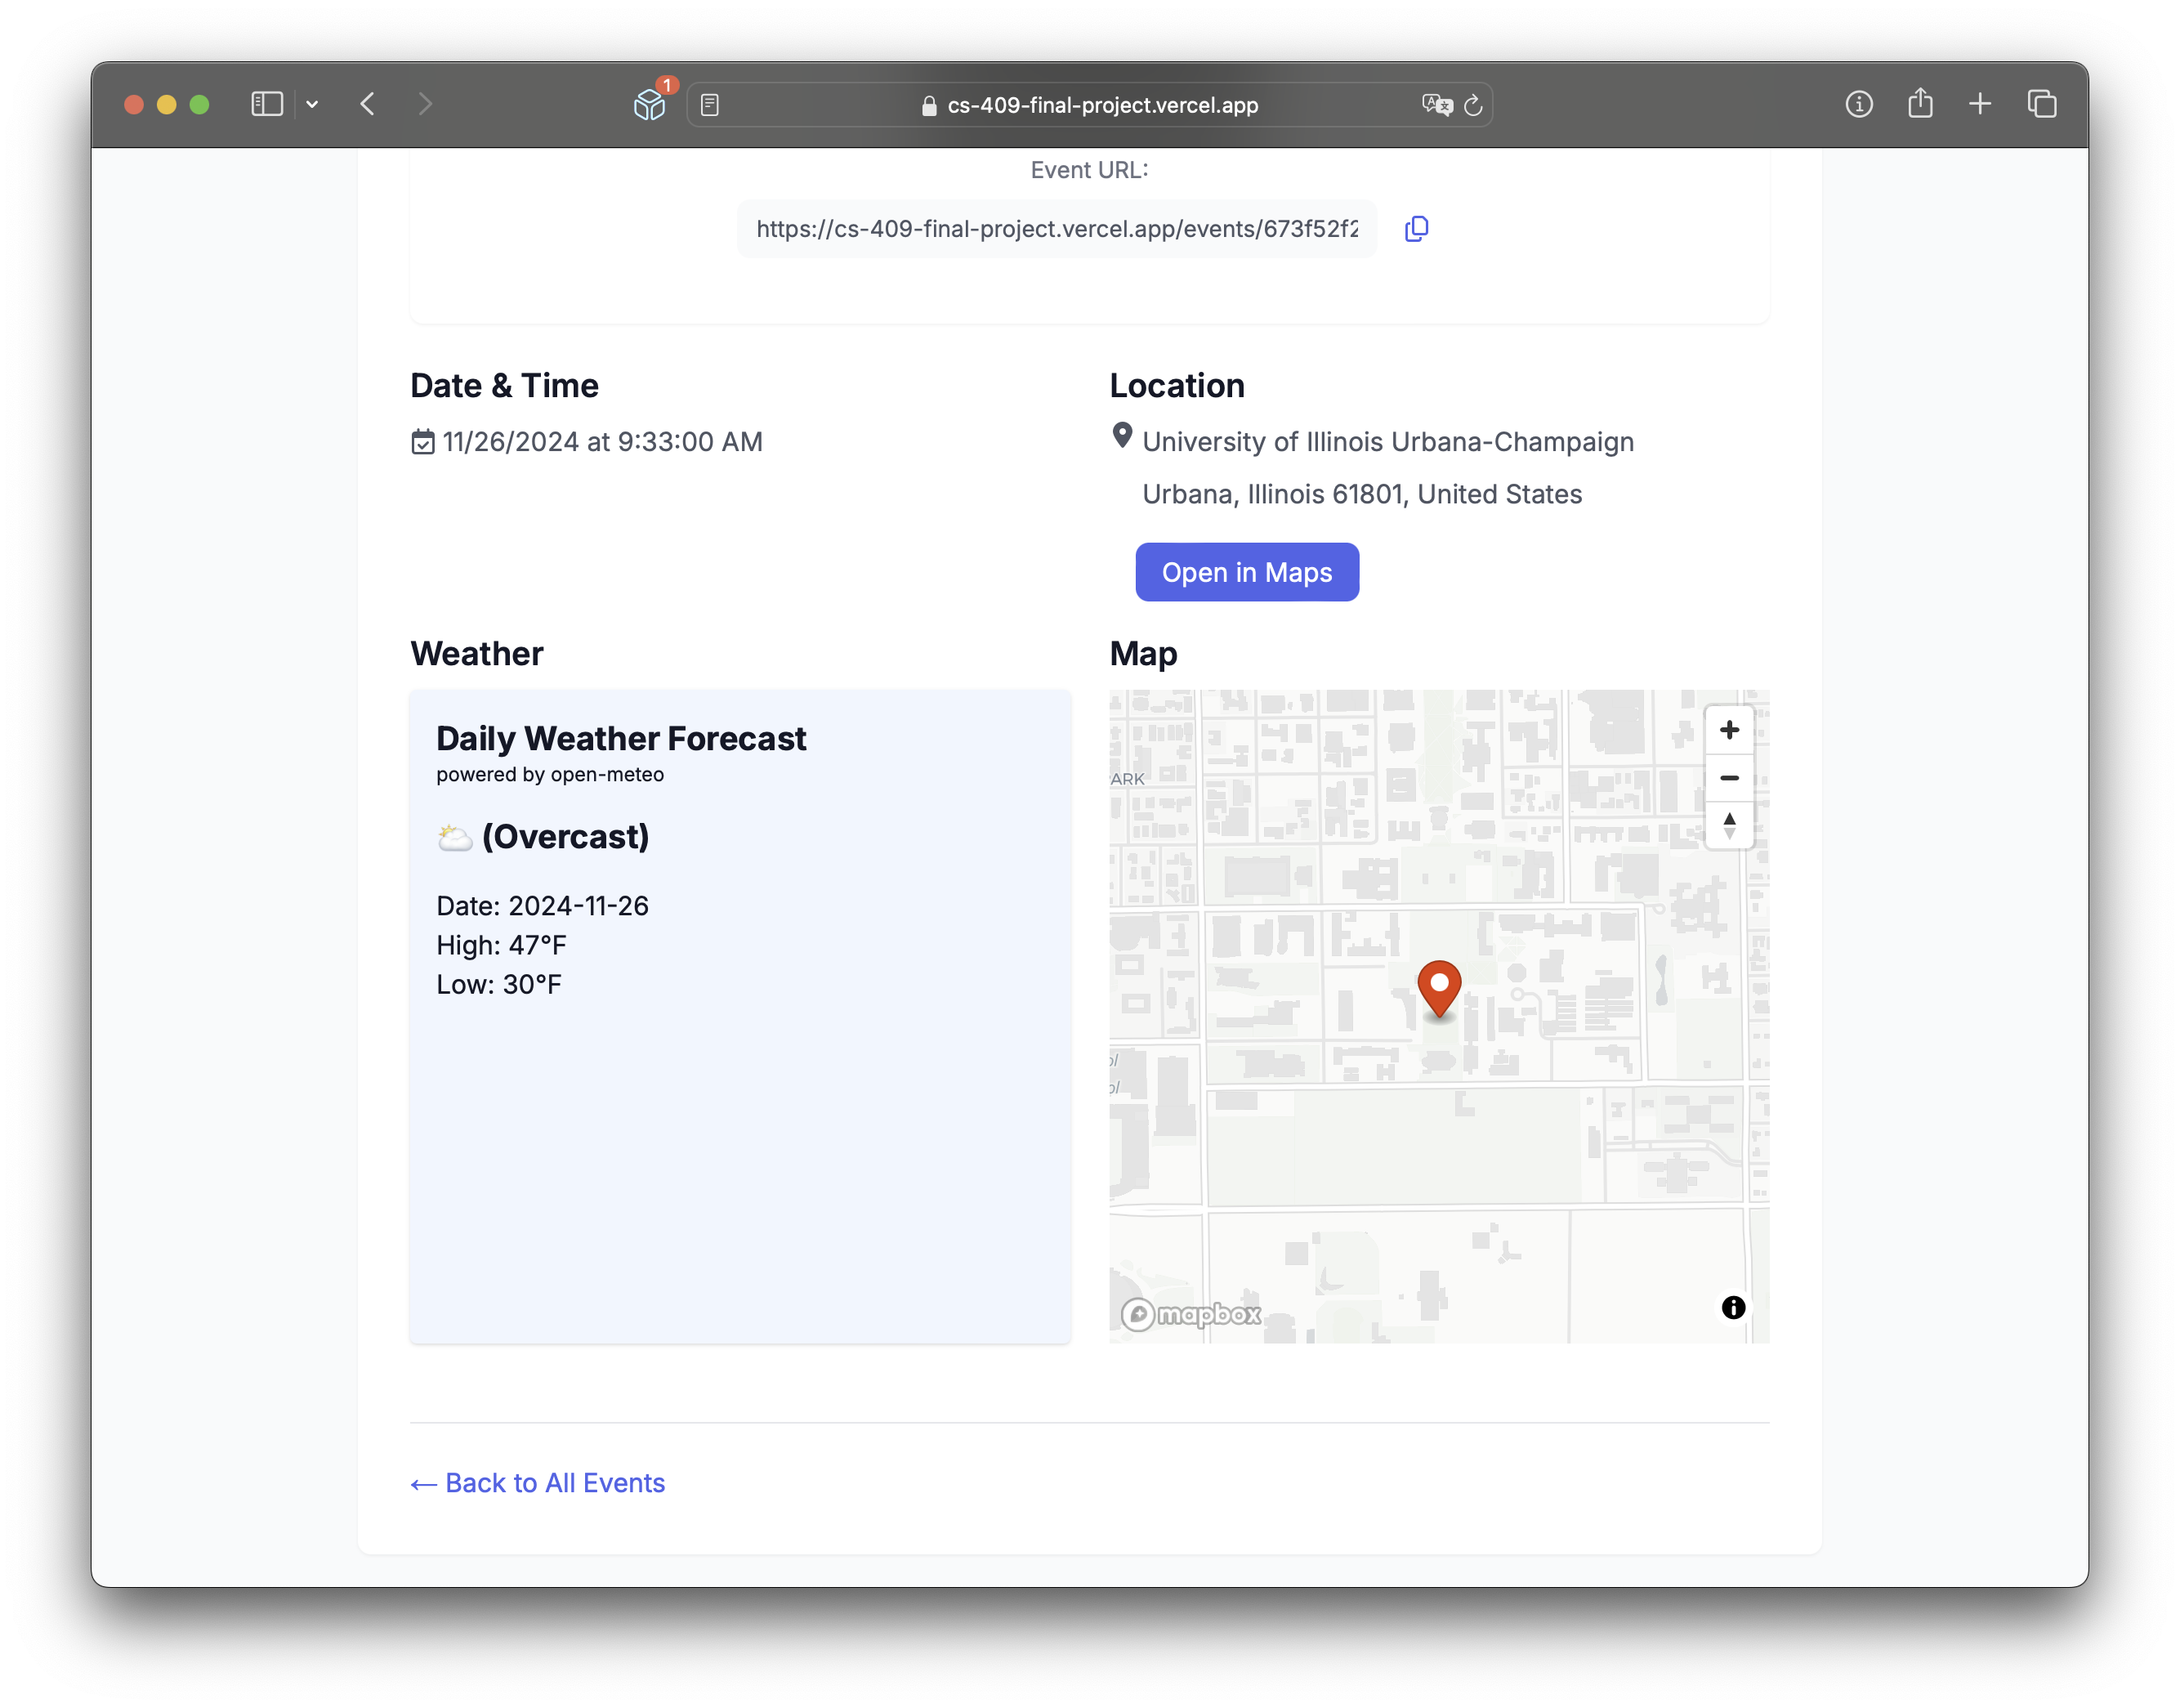 1
cs-409-final-project.vercel.app
Event URL:
https://cs-409-final-project.vercel.app/events/673f52f2
Date & Time
11/26/2024 at 9:33:00 AM
Location
University of Illinois Urbana-Champaign
Urbana, Illinois 61801, United States
Open in Maps
Weather
Daily Weather Forecast
powered by open-meteo
(Overcast)
Date: 2024-11-26
High: 47°F
Low: 30°F
Map
ARK
mapbox
← Back to All Events